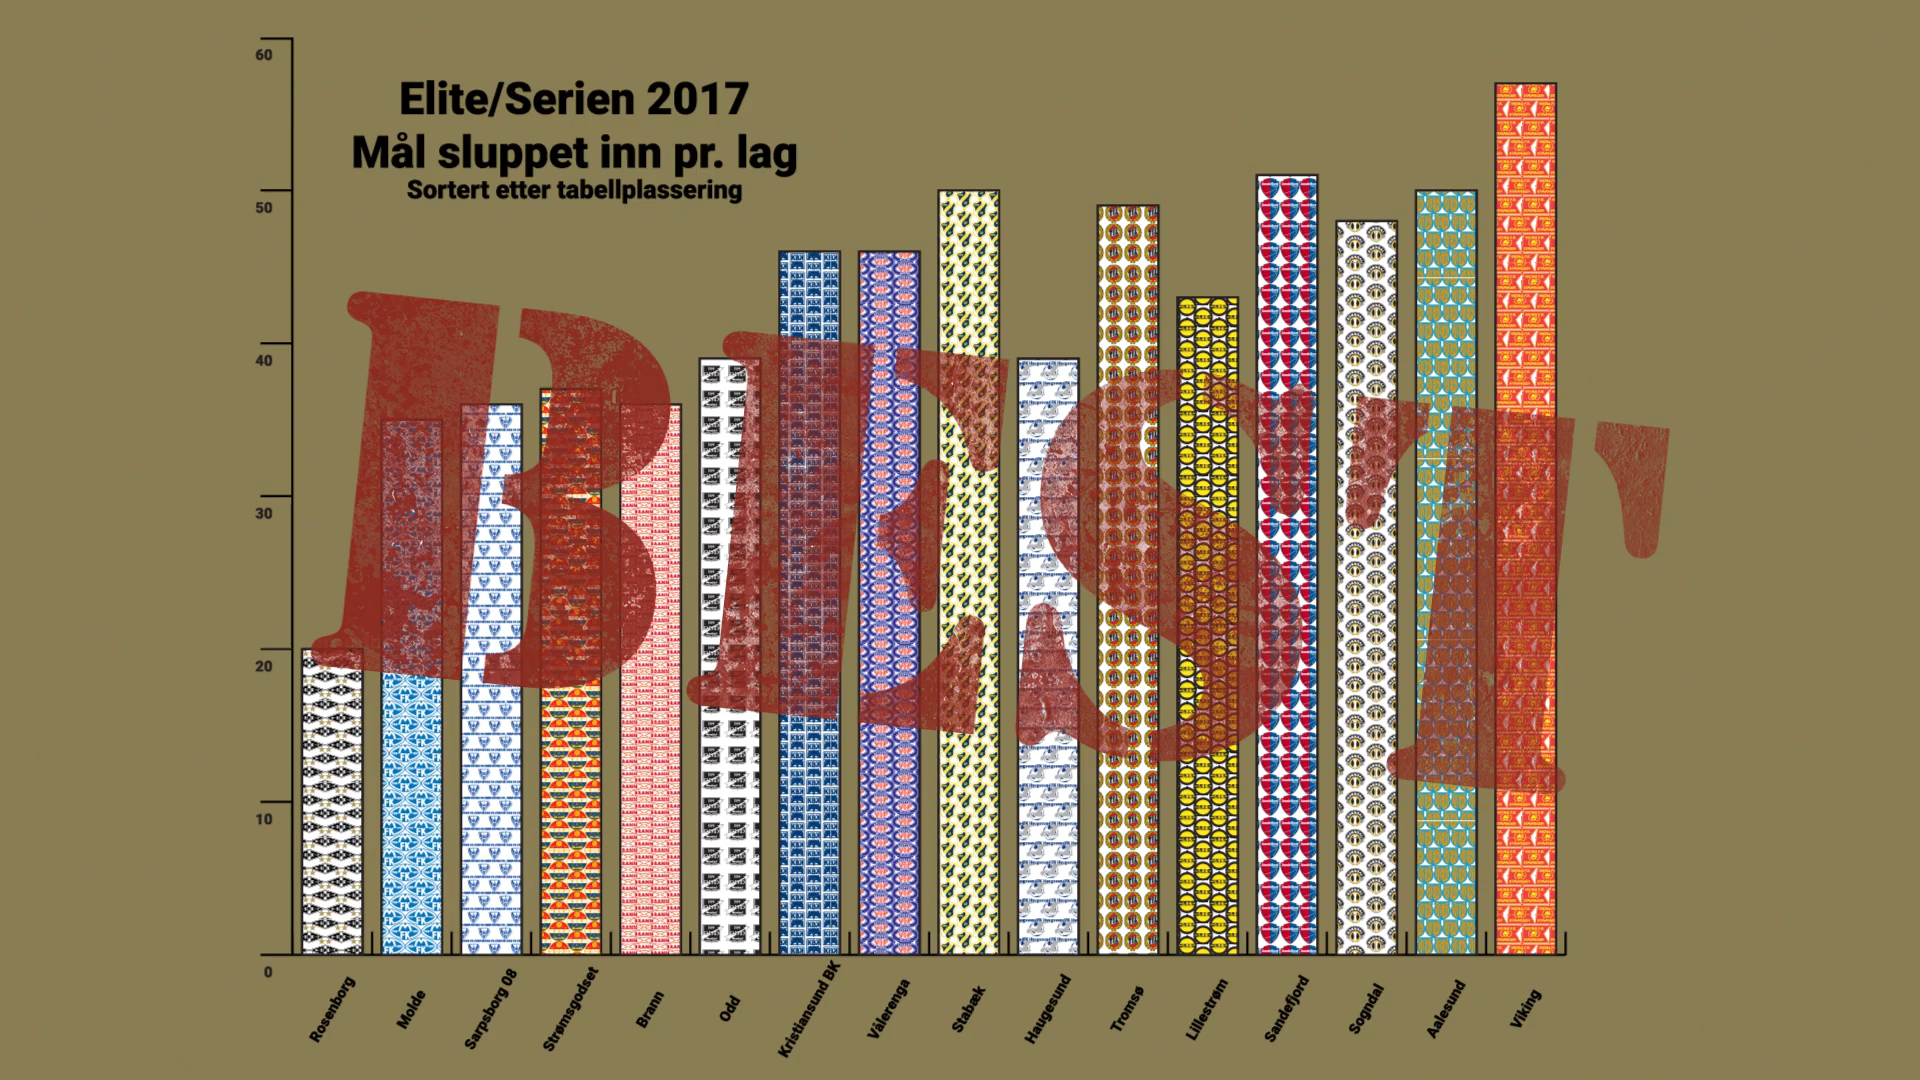 Elite/Serien 2017
Mål sluppet inn pr. lag
Sortert etter tabellplassering
60
50
40
30
20
10
0
BEST
Rosenborg
Molde
Sarpsborg 08
Strømsgodset
Brann
Odd
Kristiansund BK
Vålerenga
Stabæk
Haugesund
Tromsø
Lillestrøm
Sandefjord
Sogndal
Aalesund
Viking